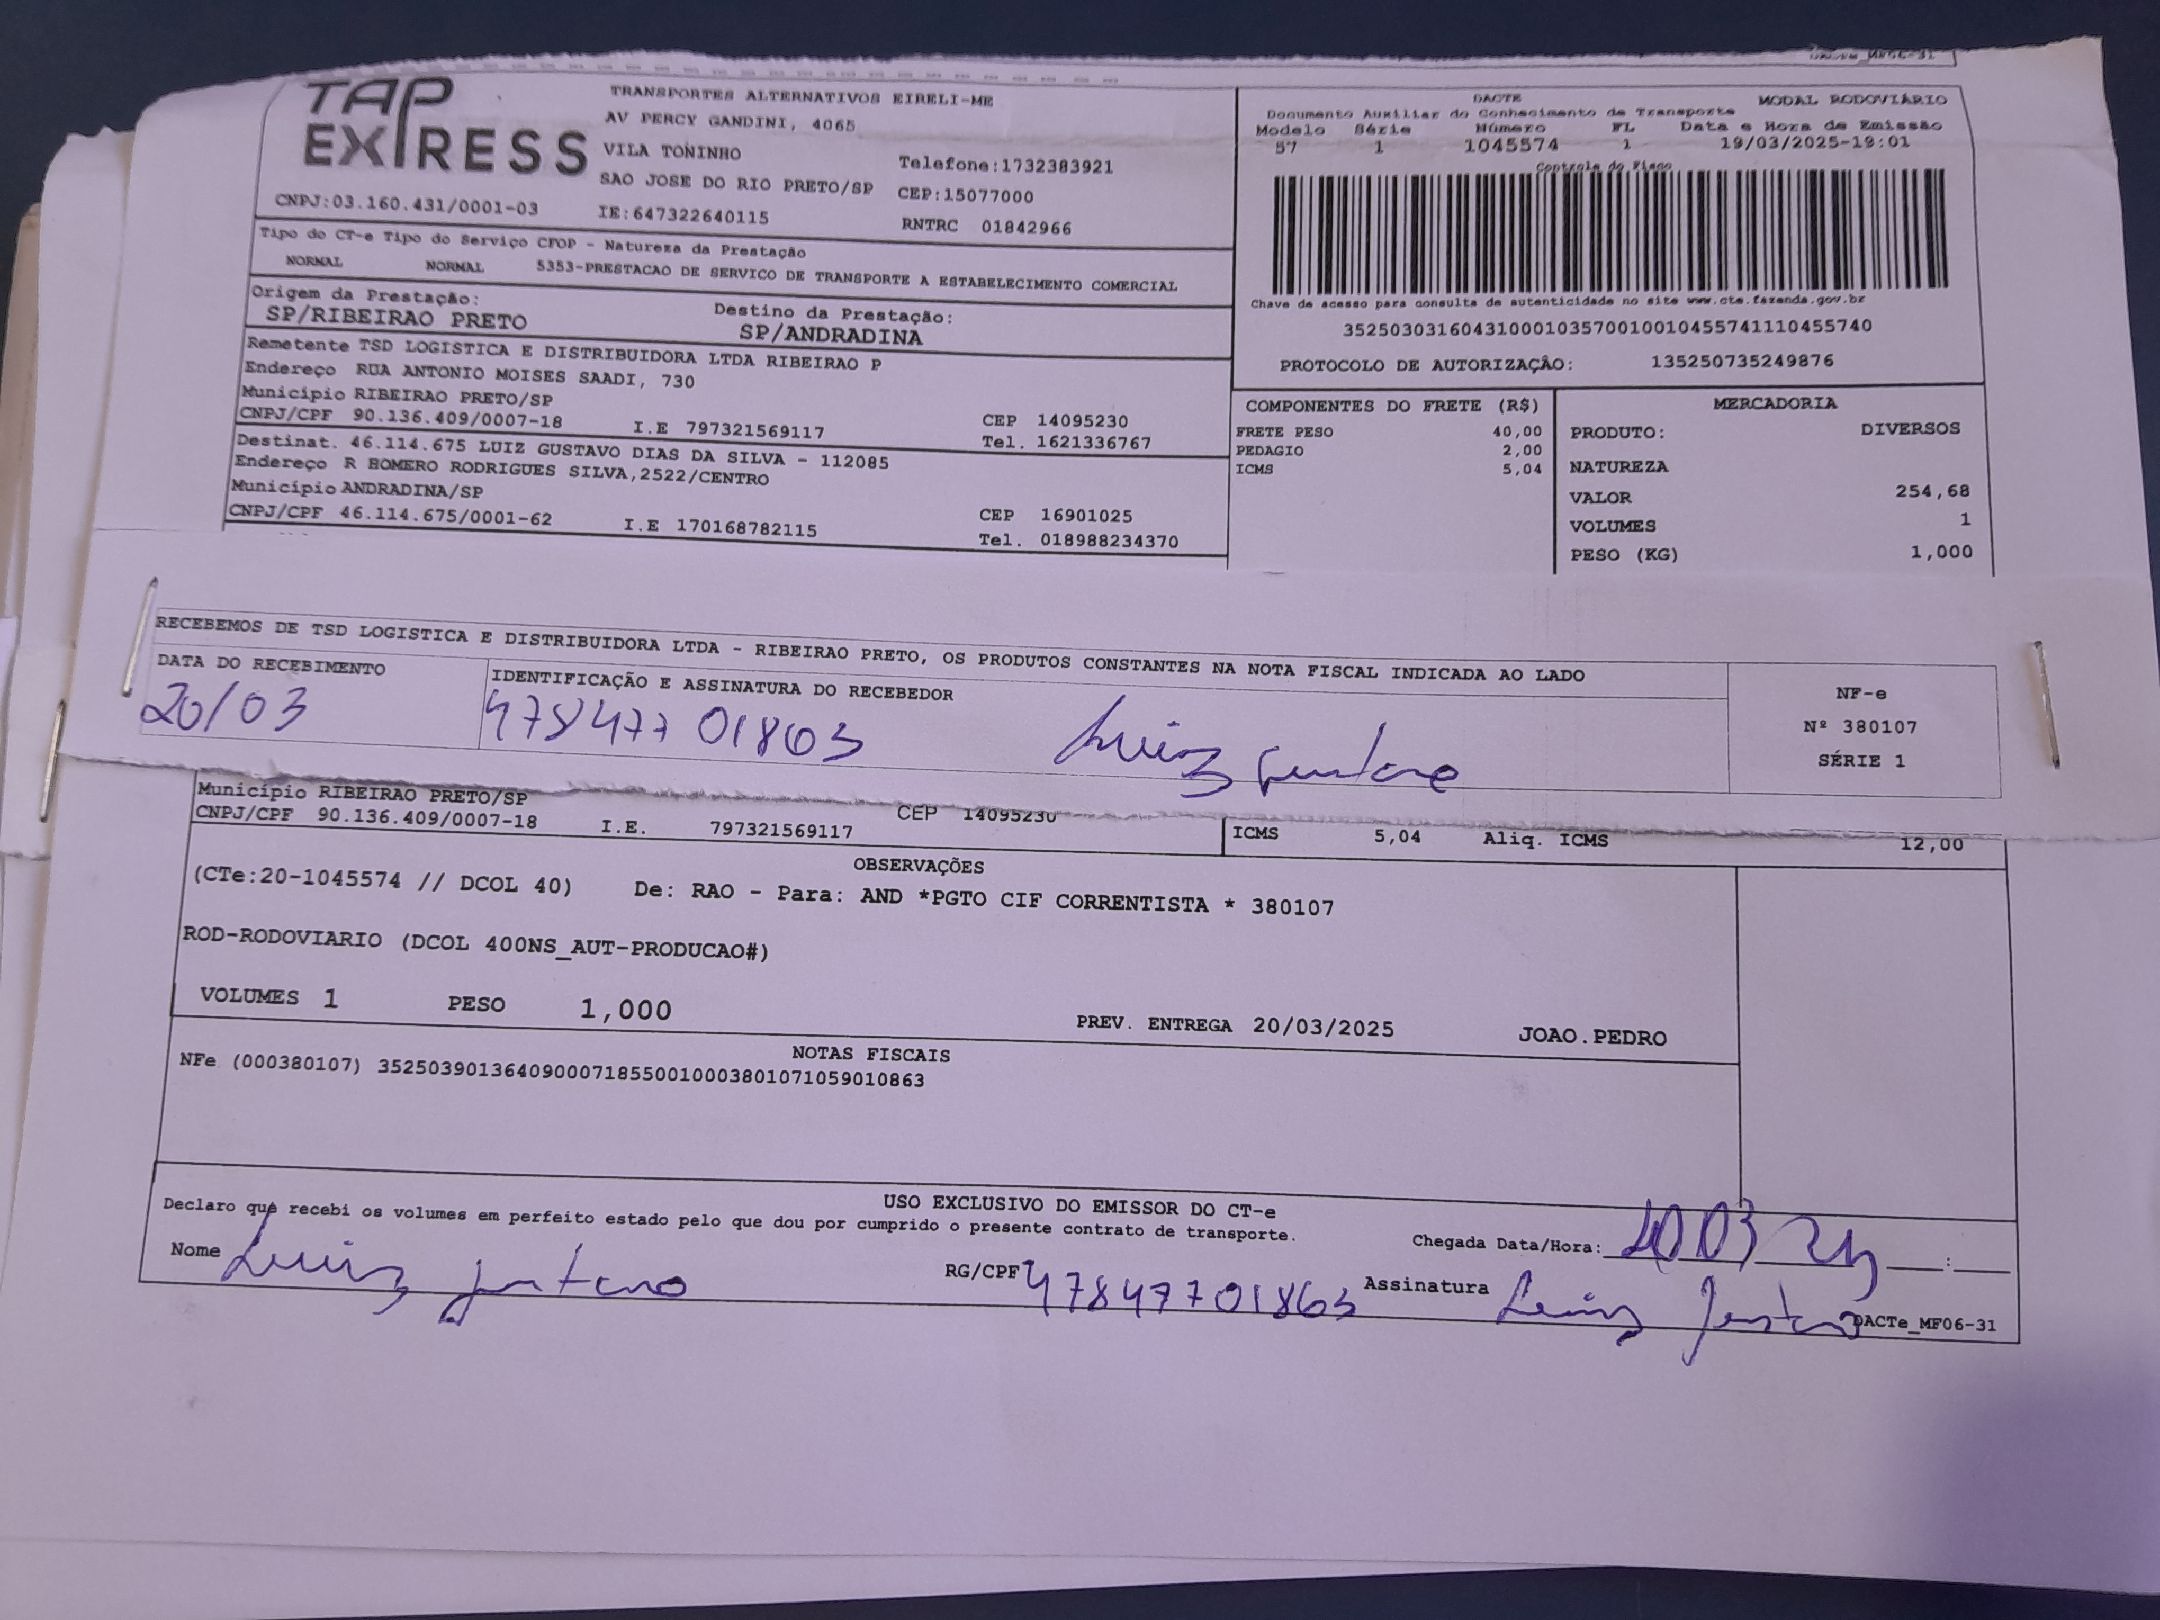 TAP
EXPRESS
TRANSPORTES ALTERNATIVOS EIRELI-ME
AV PERCY GANDINI, 4065
VILA TONINHO Telefone:1732383921
SAO JOSE DO RIO PRETO/SP CEP:15077000
CNPJ:03.160.431/0001-03 IE:647322640115 RNTRC 01842966
Tipo do CT-e Tipo do Serviço CFOP - Natureza da Prestação
NORMAL NORMAL 5353-PRESTACAO DE SERVICO DE TRANSPORTE A ESTABELECIMENTO COMERCIAL
Origem da Prestação: Destino da Prestação:
SP/RIBEIRAO PRETO SP/ANDRADINA
Remetente TSD LOGISTICA E DISTRIBUIDORA LTDA RIBEIRAO P
Endereço RUA ANTONIO MOISES SAADI, 730
Município RIBEIRAO PRETO/SP CEP 14095230
CNPJ/CPF 90.136.409/0007-18 I.E 797321569117 Tel. 1621336767
Destinat. 46.114.675 LUIZ GUSTAVO DIAS DA SILVA - 112085
Endereço R HOMERO RODRIGUES SILVA,2522/CENTRO
Município ANDRADINA/SP CEP 16901025
CNPJ/CPF 46.114.675/0001-62 I.E 170168782115 Tel. 018988234370
DACTE MODAL RODOVIÁRIO
Documento Auxiliar do Conhecimento de Transporte
Modelo Série Número FL Data e Hora de Emissão
57 1 1045574 1 19/03/2025-19:01
Controle do Fisco
Chave de acesso para consulta de autenticidade no site www.cte.fazenda.gov.br
35250303160431000103570010010455741110455740
PROTOCOLO DE AUTORIZAÇÃO: 135250735249876
COMPONENTES DO FRETE (R$)
FRETE PESO 40,00
PEDAGIO 2,00
ICMS 5,04
MERCADORIA
PRODUTO: DIVERSOS
NATUREZA
VALOR 254,68
VOLUMES 1
PESO (KG) 1,000
RECEBEMOS DE TSD LOGISTICA E DISTRIBUIDORA LTDA - RIBEIRAO PRETO, OS PRODUTOS CONSTANTES NA NOTA FISCAL INDICADA AO LADO
DATA DO RECEBIMENTO IDENTIFICAÇÃO E ASSINATURA DO RECEBEDOR
20/03 47847701863 Luiz Gustavo
NF-e
Nº 380107
SÉRIE 1
Município RIBEIRAO PRETO/SP CEP 14095230
CNPJ/CPF 90.136.409/0007-18 I.E. 797321569117
ICMS 5,04 Aliq. ICMS 12,00
OBSERVAÇÕES
(CTe:20-1045574 // DCOL 40) De: RAO - Para: AND *PGTO CIF CORRENTISTA * 380107
ROD-RODOVIARIO (DCOL 400NS_AUT-PRODUCAO#)
VOLUMES 1 PESO 1,000 PREV. ENTREGA 20/03/2025 JOAO.PEDRO
NOTAS FISCAIS
NFe (000380107) 35250390136409000718550010003801071059010863
USO EXCLUSIVO DO EMISSOR DO CT-e
Declaro que recebi os volumes em perfeito estado pelo que dou por cumprido o presente contrato de transporte.
Chegada Data/Hora: 20 03 25 :
Nome Luiz gustavo RG/CPF 47847701863 Assinatura Luiz Gustavo
DACTe_MF06-31